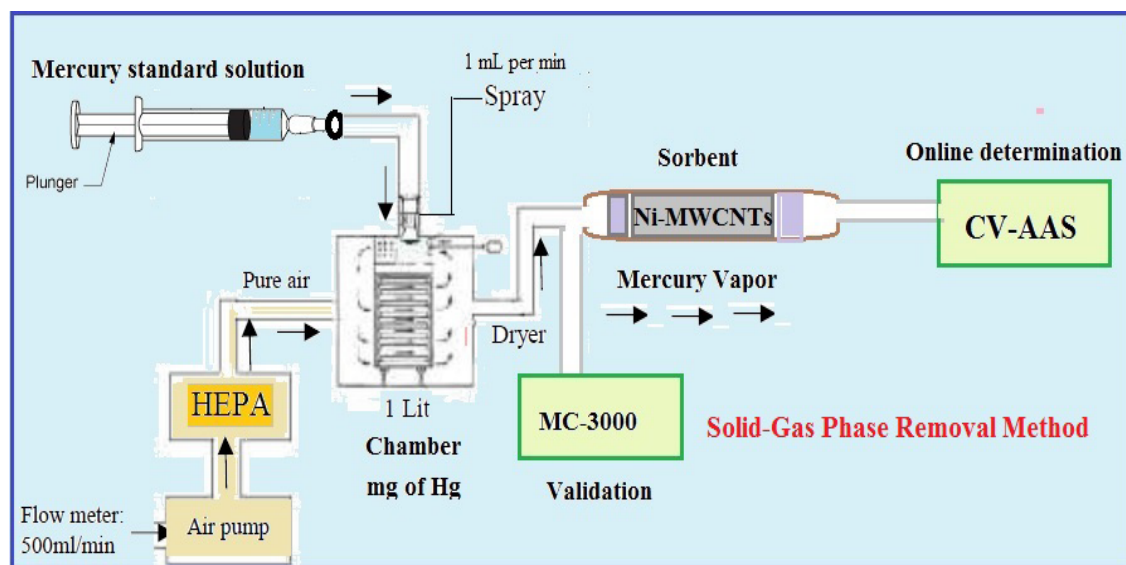 Mercury standard solution
1 mL per min
Spray
Plunger
Sorbent
Online determination
Ni-MWCNTs
CV-AAS
Pure air
Mercury Vapor
Dryer
HEPA
1 Lit
Chamber
mg of Hg
MC-3000
Solid-Gas Phase Removal Method
Validation
Flow meter:
500ml/min
Air pump